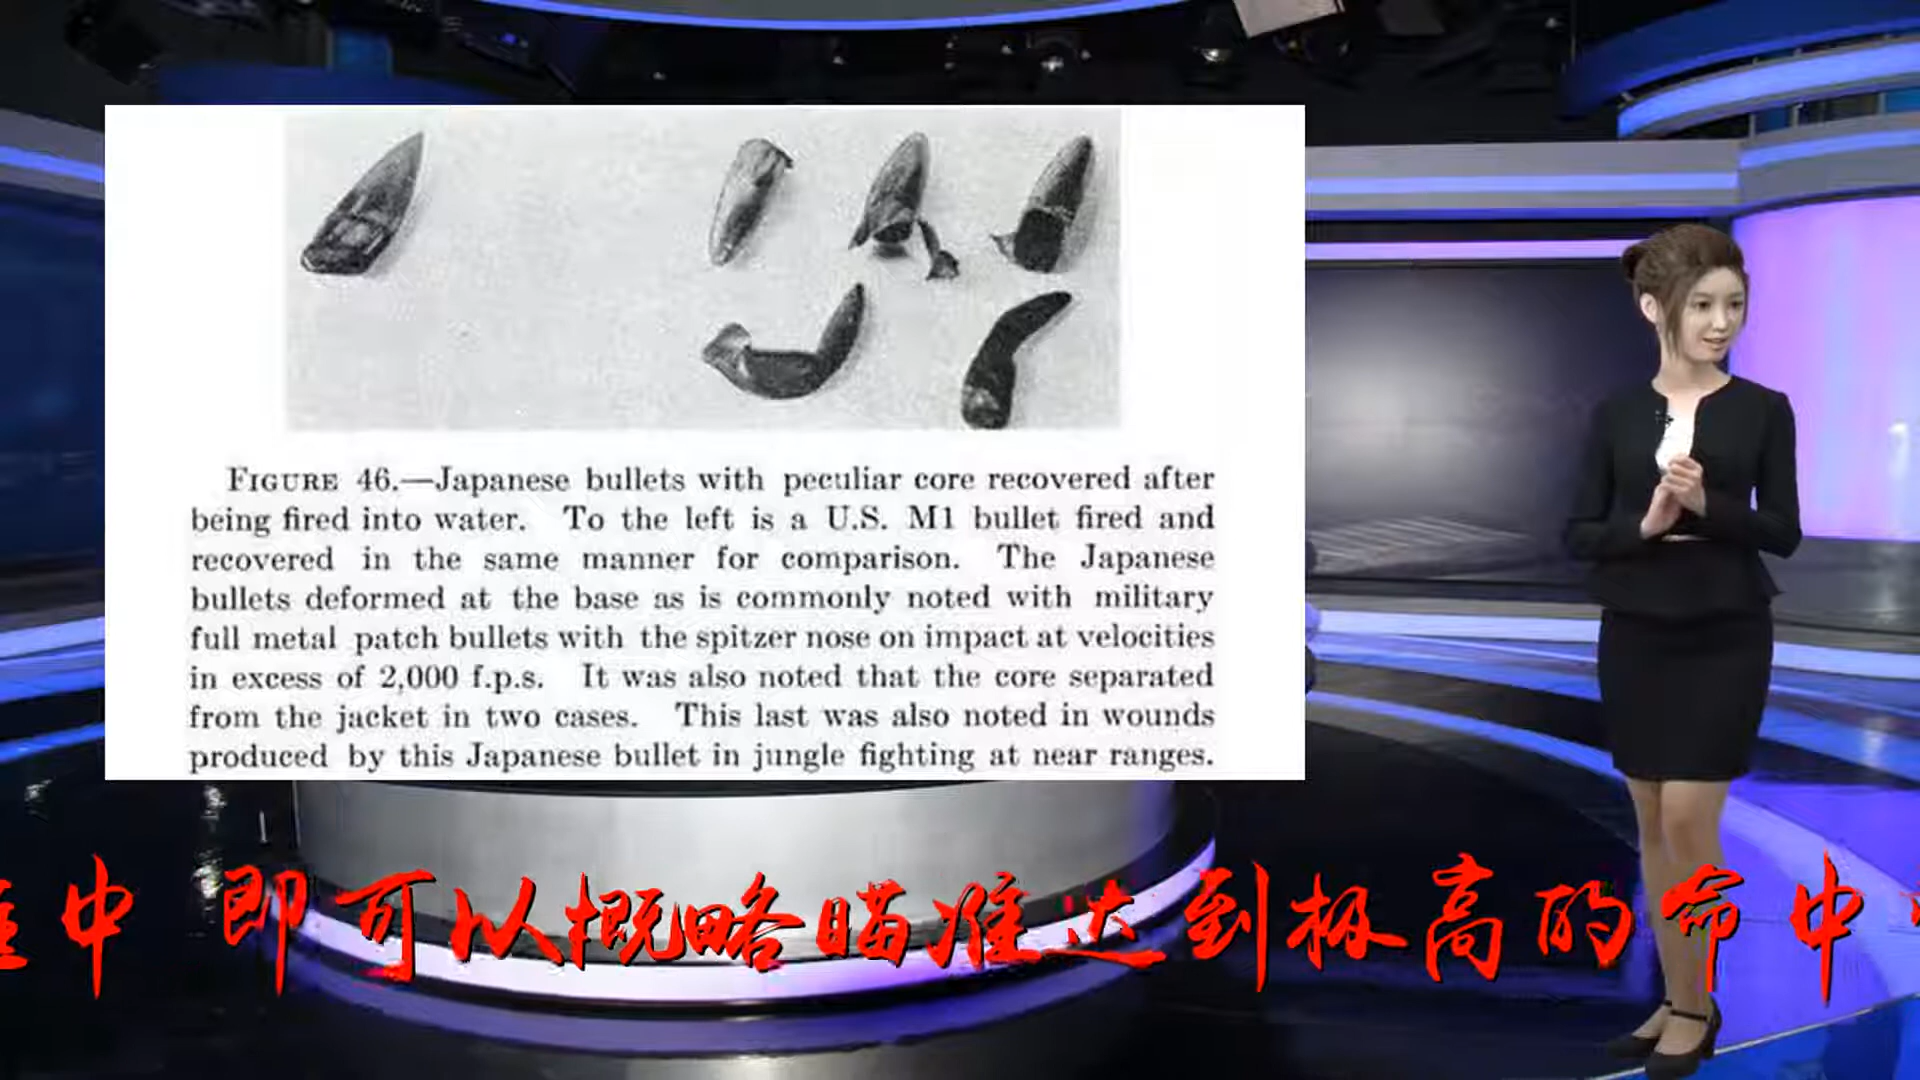 FIGURE 46.—Japanese bullets with peculiar core recovered after
being fired into water. To the left is a U.S. M1 bullet fired and
recovered in the same manner for comparison. The Japanese
bullets deformed at the base as is commonly noted with military
full metal patch bullets with the spitzer nose on impact at velocities
in excess of 2,000 f.p.s. It was also noted that the core separated
from the jacket in two cases. This last was also noted in wounds
produced by this Japanese bullet in jungle fighting at near ranges.
中 即可以概略瞄准达到极高的命中